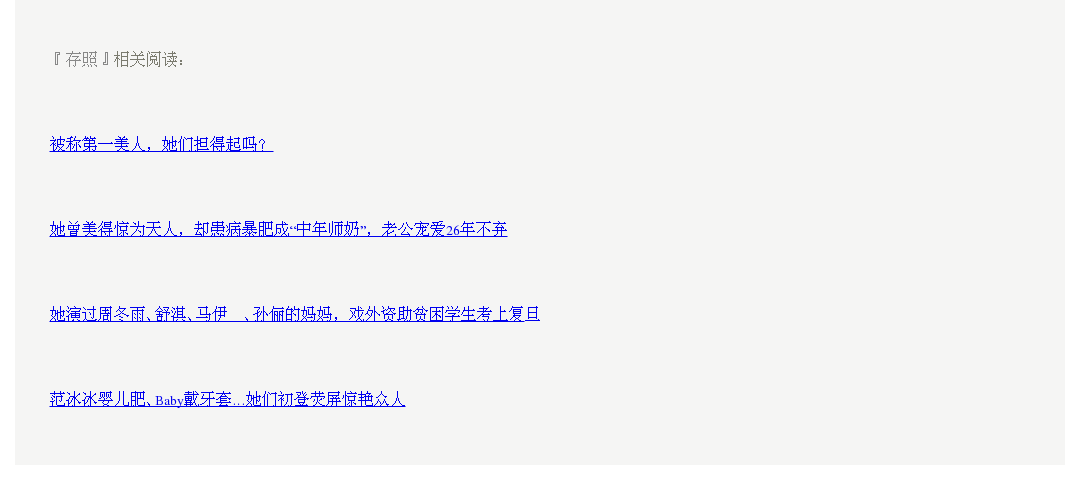 『存照』相关阅读：
被称第一美人，她们担得起吗？
她曾美得惊为天人，却患病暴肥成“中年师奶”，老公宠爱26年不弃
她演过周冬雨、舒淇、马伊 、孙俪的妈妈，戏外资助贫困学生考上复旦
范冰冰婴儿肥、Baby戴牙套...她们初登荧屏惊艳众人